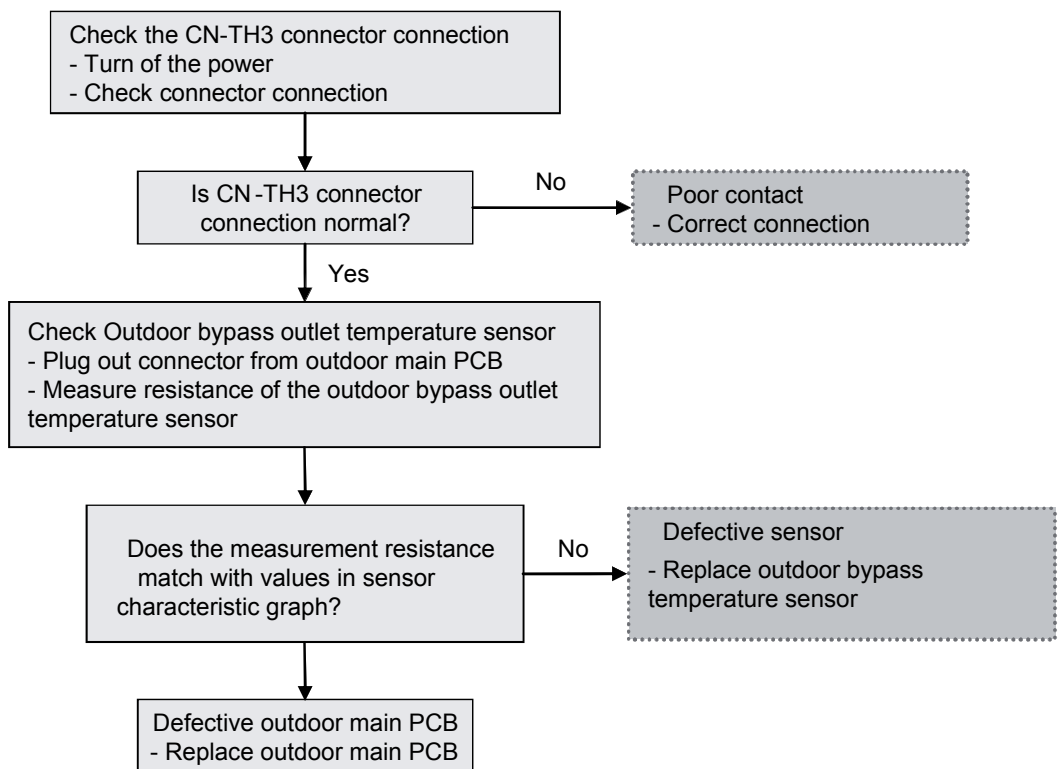 Check the CN-TH3 connector connection
- Turn of the power
- Check connector connection
Is CN-TH3 connector
connection normal?
No
Poor contact
- Correct connection
Yes
Check Outdoor bypass outlet temperature sensor
- Plug out connector from outdoor main PCB
- Measure resistance of the outdoor bypass outlet
temperature sensor
Does the measurement resistance
match with values in sensor
characteristic graph?
No
Defective sensor
- Replace outdoor bypass
temperature sensor
Defective outdoor main PCB
- Replace outdoor main PCB